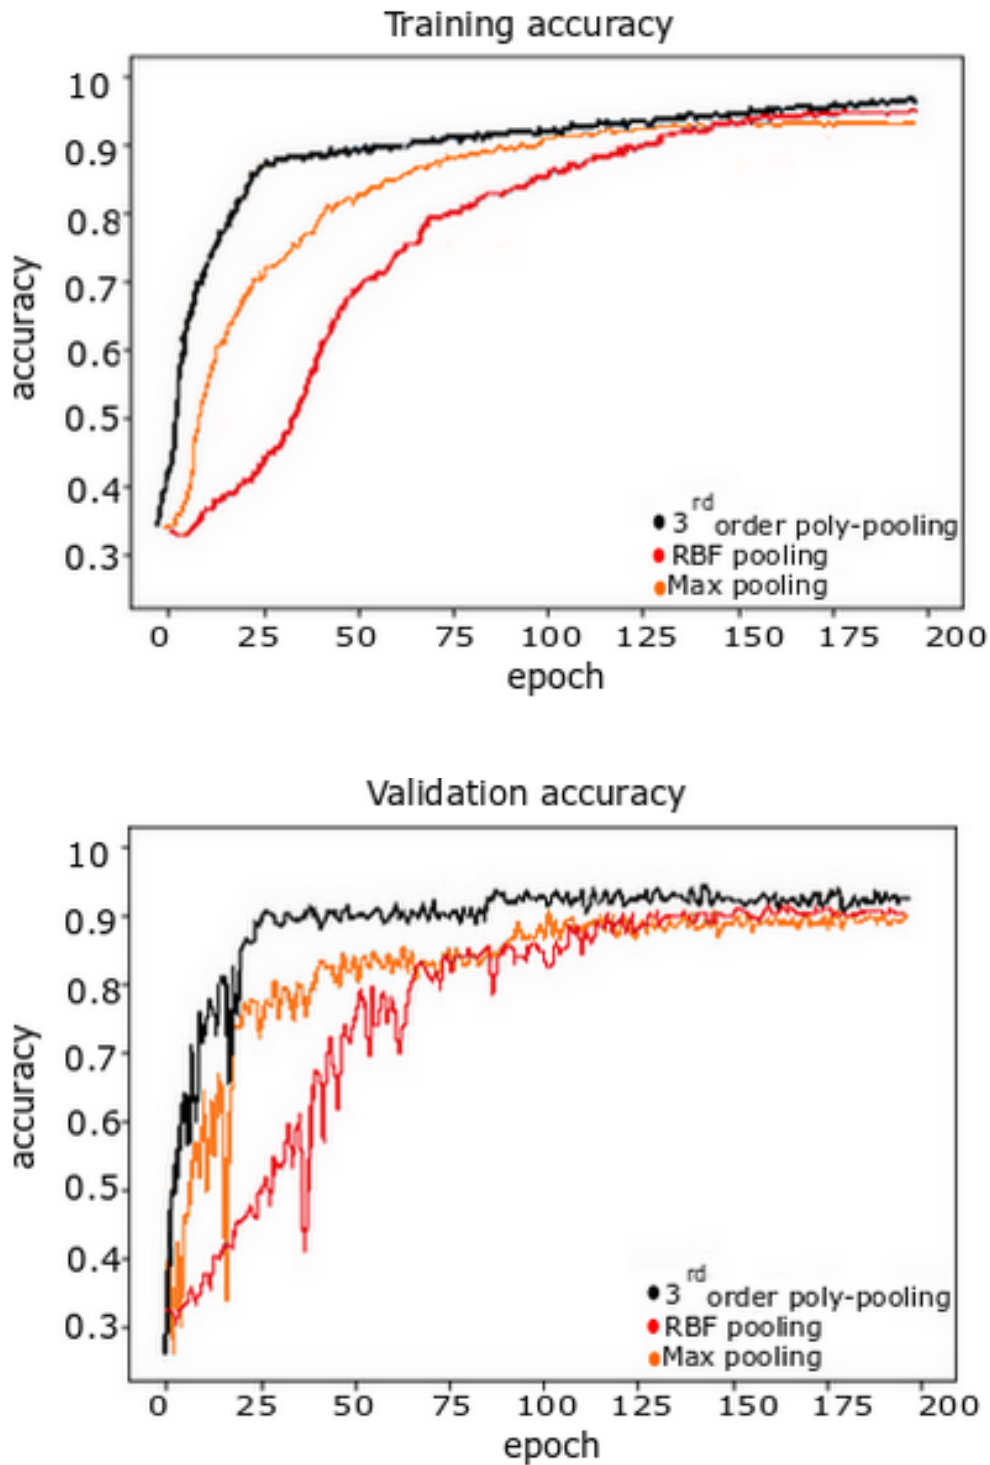 Training accuracy
10
0.9
0.8
0.7
0.6
0.5
0.4
0.3
accuracy
3rd order poly-pooling
RBF pooling
Max pooling
0 25 50 75 100 125 150 175 200
epoch
Validation accuracy
10
0.9
0.8
0.7
0.6
0.5
0.4
0.3
accuracy
3rd order poly-pooling
RBF pooling
Max pooling
0 25 50 75 100 125 150 175 200
epoch